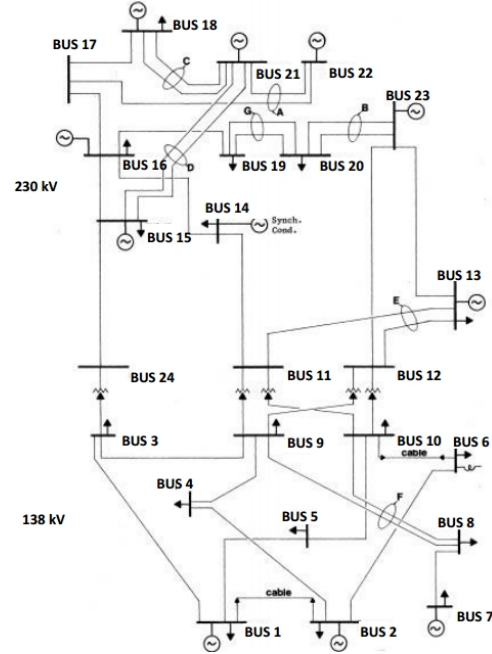 BUS 18
BUS 17
BUS 21
BUS 22
C
A
BUS 23
G
B
BUS 16
D
BUS 19
BUS 20
230 kV
BUS 14
Synch.
Cond.
BUS 15
BUS 13
E
BUS 24
BUS 11
BUS 12
BUS 3
BUS 9
BUS 10
BUS 6
cable
BUS 4
F
138 kV
BUS 5
BUS 8
cable
BUS 7
BUS 1
BUS 2